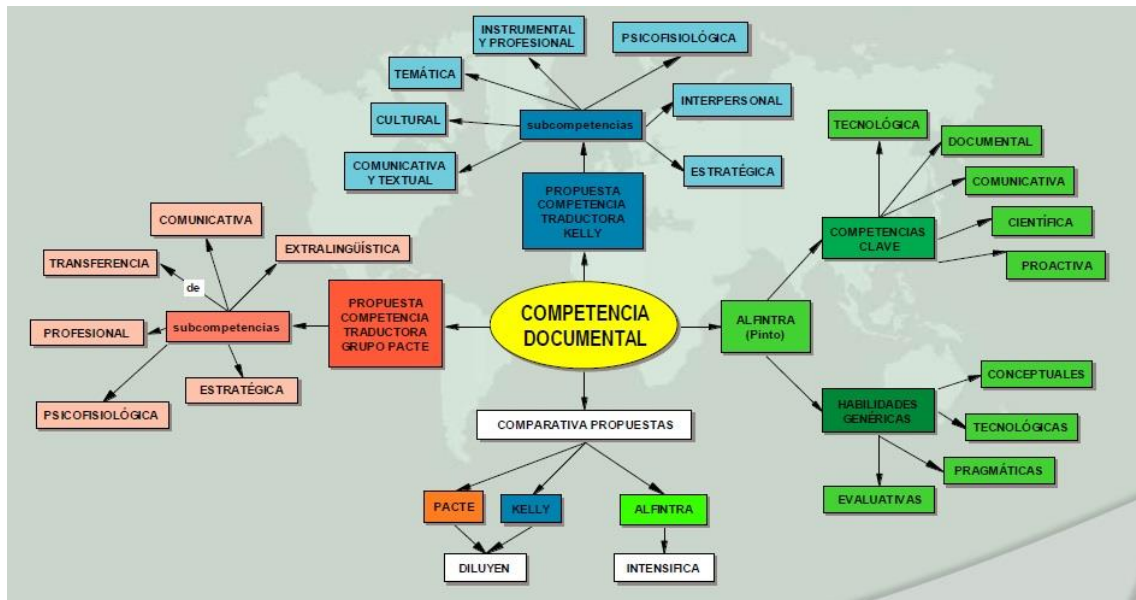 INSTRUMENTAL
Y PROFESIONAL
PSICOFISIOLÓGICA
TEMÁTICA
INTERPERSONAL
CULTURAL
subcompetencias
COMUNICATIVA
Y TEXTUAL
ESTRATÉGICA
PROPUESTA
COMPETENCIA
TRADUCTORA
KELLY
TECNOLÓGICA
DOCUMENTAL
COMUNICATIVA
CIENTÍFICA
PROACTIVA
COMPETENCIAS
CLAVE
COMUNICATIVA
EXTRALINGÜÍSTICA
TRANSFERENCIA
de
PROFESIONAL
subcompetencias
ESTRATÉGICA
PSICOFISIOLÓGICA
PROPUESTA
COMPETENCIA
TRADUCTORA
GRUPO PACTE
COMPETENCIA
DOCUMENTAL
ALFINTRA
(Pinto)
HABILIDADES
GENÉRICAS
CONCEPTUALES
TECNOLÓGICAS
PRAGMÁTICAS
EVALUATIVAS
COMPARATIVA PROPUESTAS
PACTE
KELLY
ALFINTRA
DILUYEN
INTENSIFICA